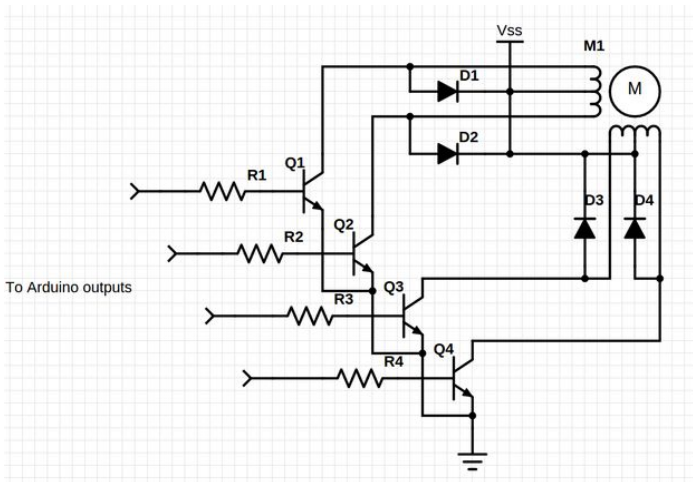 Vss
M1
D1
M
D2
Q1
R1
D3
D4
Q2
R2
To Arduino outputs
Q3
R3
Q4
R4